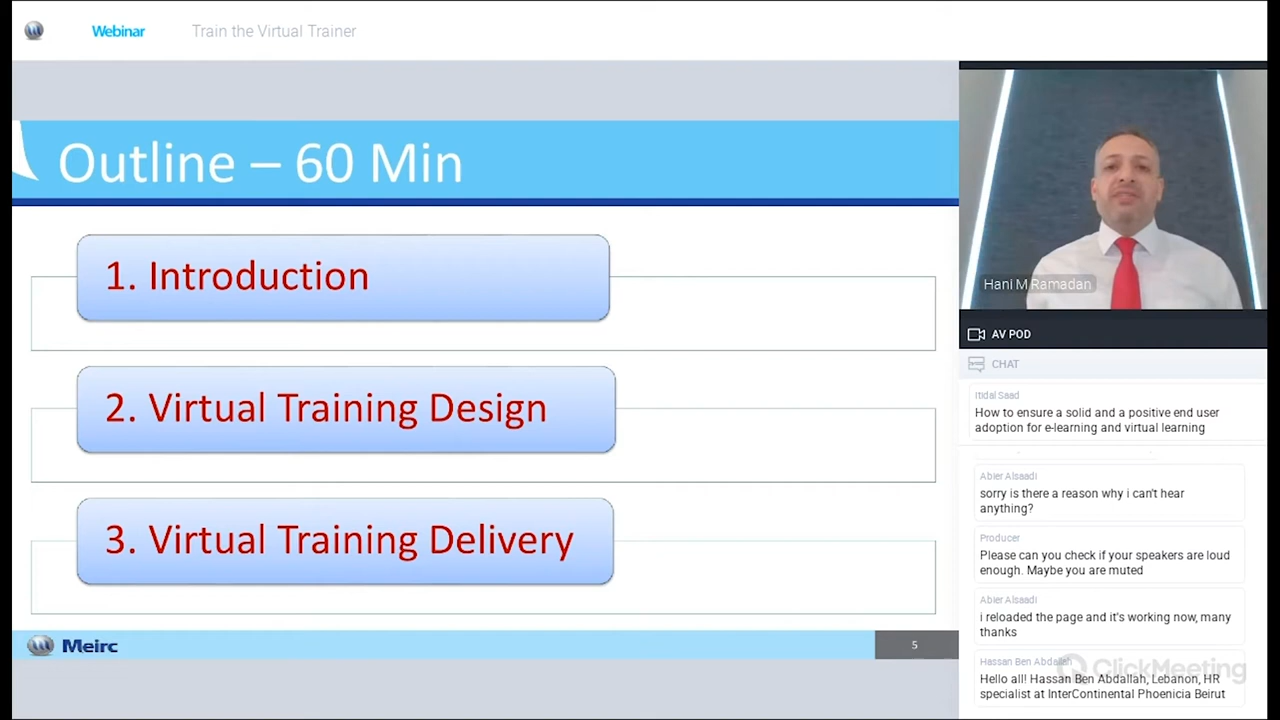 Webinar
Train the Virtual Trainer
Outline – 60 Min
1. Introduction
2. Virtual Training Design
3. Virtual Training Delivery
Meirc
5
Hani M Ramadan
AV POD
CHAT
Itidal Saad
How to ensure a solid and a positive end user
adoption for e-learning and virtual learning
Abier Alsaadi
sorry is there a reason why i can't hear
anything?
Producer
Please can you check if your speakers are loud
enough. Maybe you are muted
Abier Alsaadi
i reloaded the page and it's working now, many
thanks
Hassan Ben Abdallah
Hello all! Hassan Ben Abdallah, Lebanon, HR
specialist at InterContinental Phoenicia Beirut
ClickMeeting